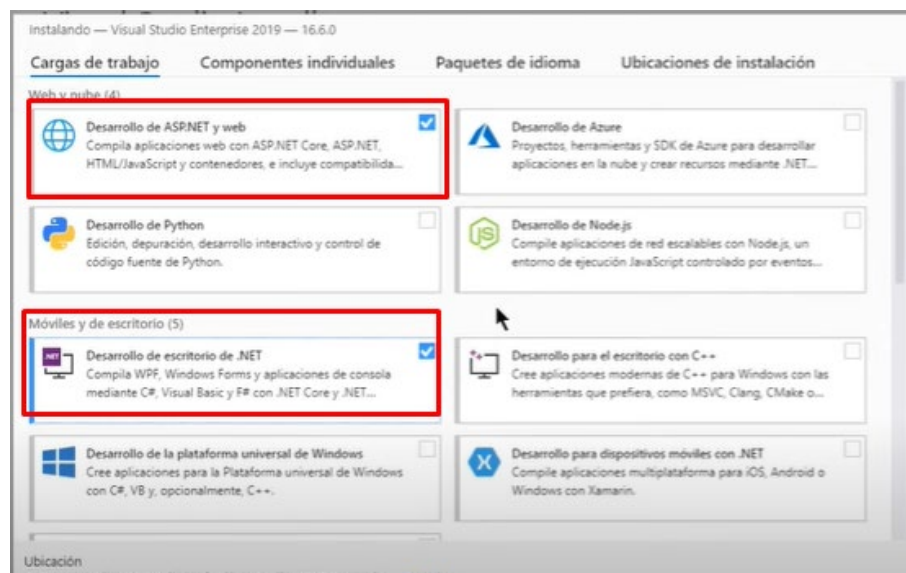 Instalando — Visual Studio Enterprise 2019 — 16.6.0
Cargas de trabajo Componentes individuales Paquetes de idioma Ubicaciones de instalación
Web y nube (4)
Desarrollo de ASP.NET y web
Compila aplicaciones web con ASP.NET Core, ASP.NET,
HTML/JavaScript y contenedores, e incluye compatibilida...
Desarrollo de Azure
Proyectos, herramientas y SDK de Azure para desarrollar
aplicaciones en la nube y crear recursos mediante .NET...
Desarrollo de Python
Edición, depuración, desarrollo interactivo y control de
código fuente de Python.
JS
Desarrollo de Node.js
Compile aplicaciones de red escalables con Node.js, un
entorno de ejecución JavaScript controlado por eventos...
Móviles y de escritorio (5)
.NET
Desarrollo de escritorio de .NET
Compila WPF, Windows Forms y aplicaciones de consola
mediante C#, Visual Basic y F# con .NET Core y .NET...
Desarrollo para el escritorio con C++
Cree aplicaciones modernas de C++ para Windows con las
herramientas que prefiera, como MSVC, Clang, CMake o...
Desarrollo de la plataforma universal de Windows
Cree aplicaciones para la Plataforma universal de Windows
con C#, VB y, opcionalmente, C++.
Desarrollo para dispositivos móviles con .NET
Compile aplicaciones multiplataforma para iOS, Android o
Windows con Xamarin.
Ubicación